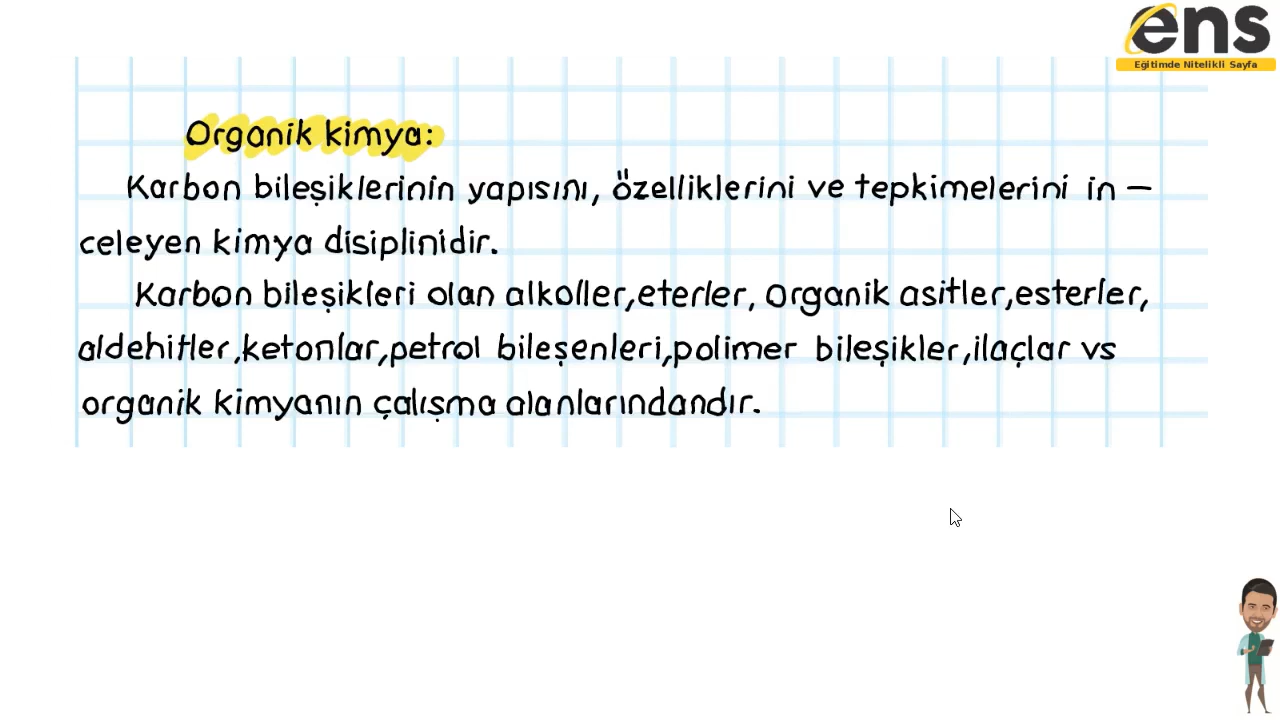 ens
Eğitimde Nitelikli Sayfa
Organik kimya:
Karbon bileşiklerinin yapısını, özelliklerini ve tepkimelerini in –
celeyen kimya disiplinidir.
Karbon bileşikleri olan alkoller,eterler, organik asitler,esterler,
aldehitler,ketonlar,petrol bileşenleri,polimer bileşikler,ilaçlar vs
organik kimyanın çalışma alanlarındandır.